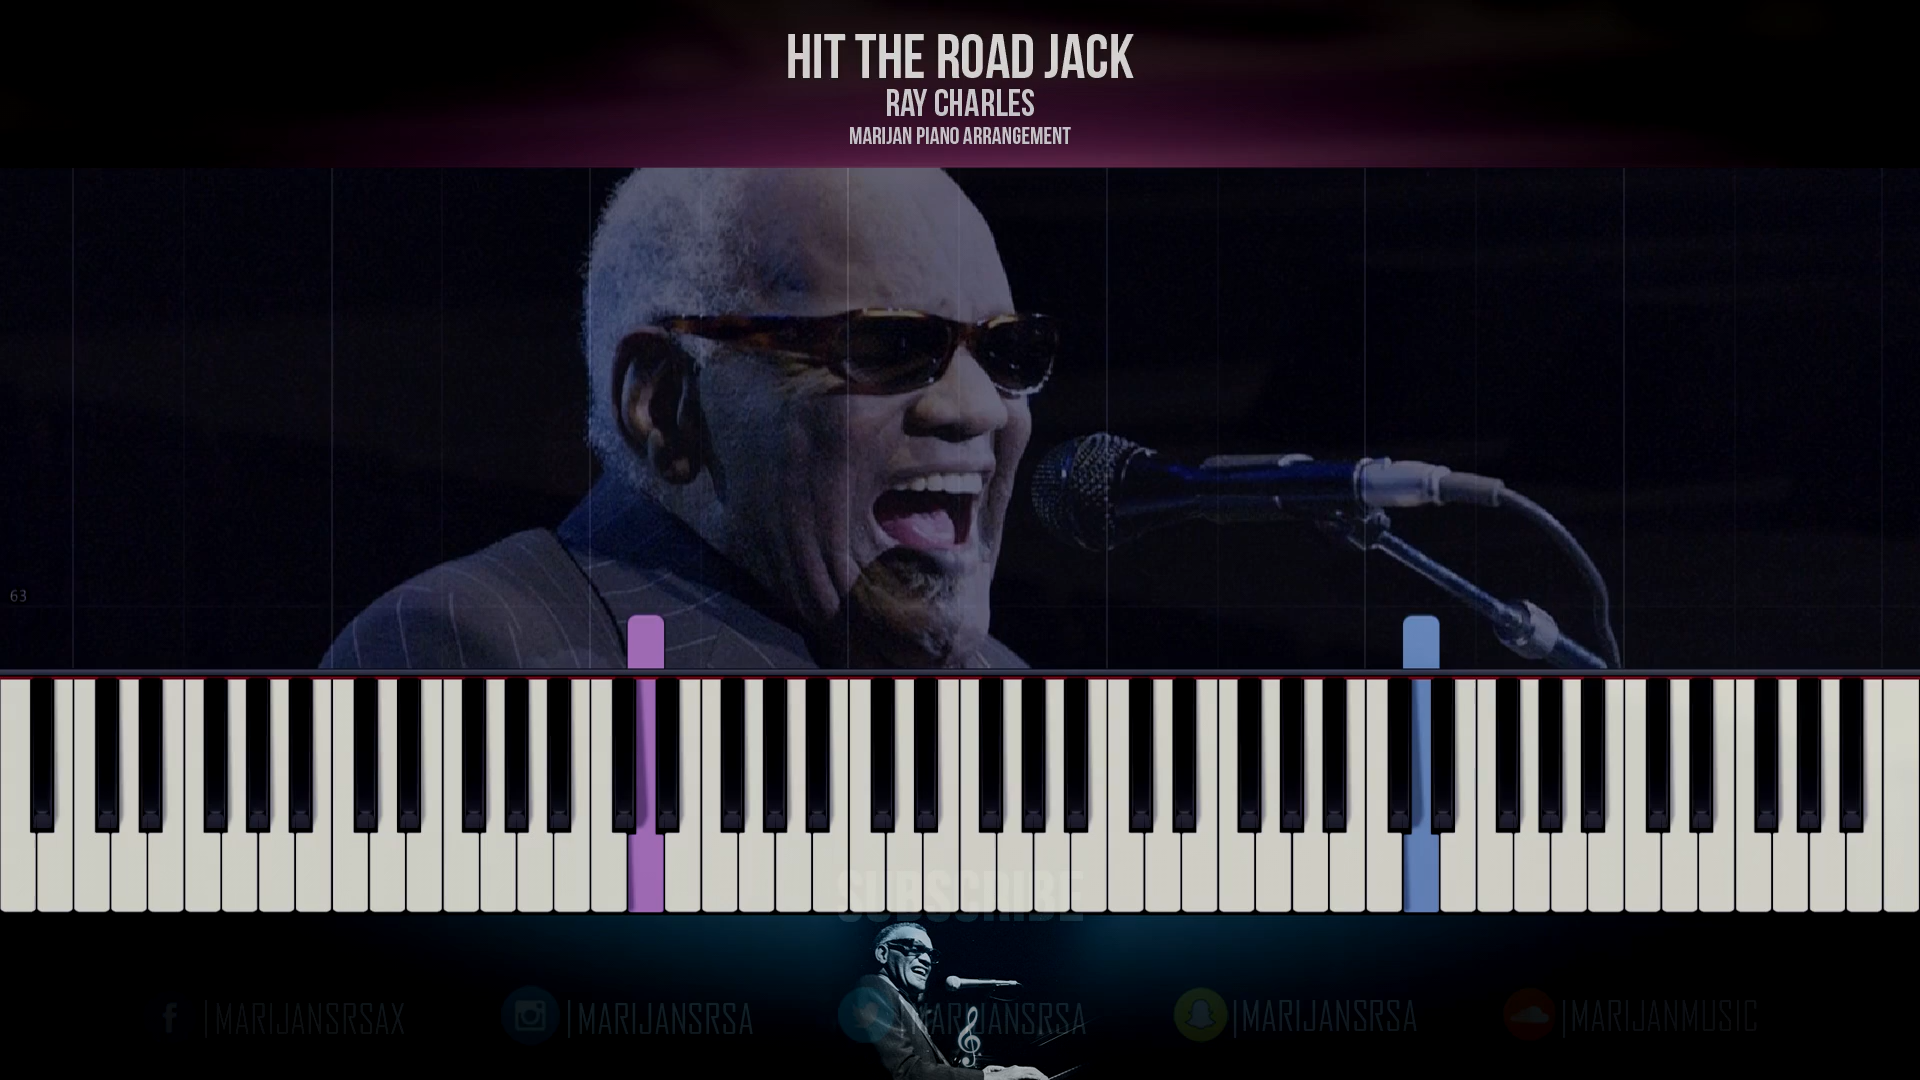 HIT THE ROAD JACK
RAY CHARLES
MARIJAN PIANO ARRANGEMENT
63
SUBSCRIBE
|MARIJANSRSAX
|MARIJANSRSA
|MARIJANSRSA
|MARIJANSRSA
|MARIJANMUSIC